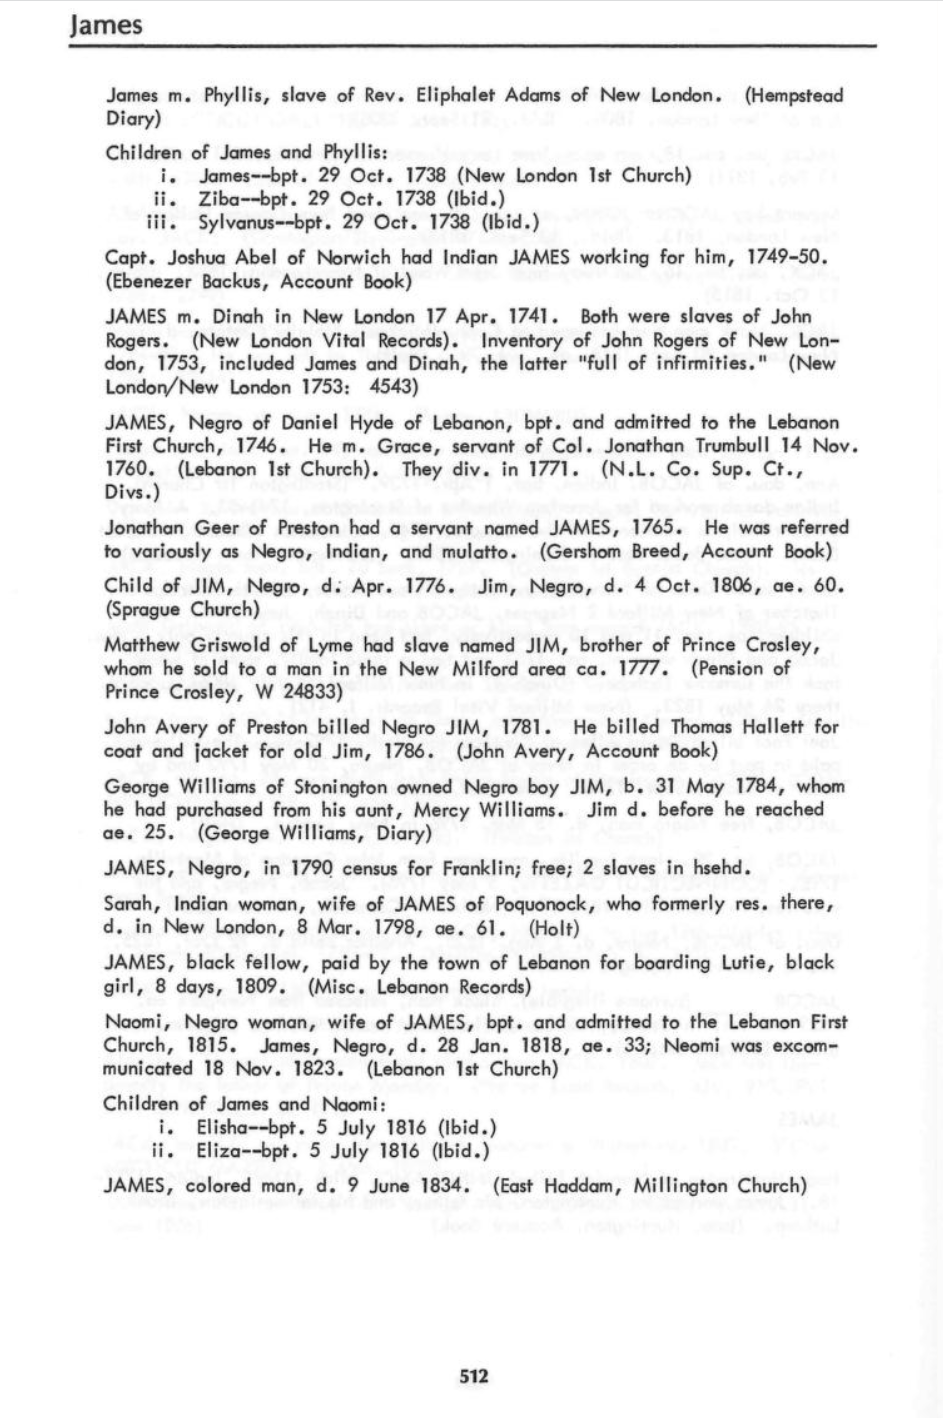 James
James m. Phyllis, slave of Rev. Eliphalet Adams of New London. (Hempstead
Diary)
Children of James and Phyllis:
i. James--bpt. 29 Oct. 1738 (New London 1st Church)
ii. Ziba--bpt. 29 Oct. 1738 (Ibid.)
iii. Sylvanus--bpt. 29 Oct. 1738 (Ibid.)
Capt. Joshua Abel of Norwich had Indian JAMES working for him, 1749-50.
(Ebenezer Backus, Account Book)
JAMES m. Dinah in New London 17 Apr. 1741. Both were slaves of John
Rogers. (New London Vital Records). Inventory of John Rogers of New Lon-
don, 1753, included James and Dinah, the latter "full of infirmities." (New
London/New London 1753: 4543)
JAMES, Negro of Daniel Hyde of Lebanon, bpt. and admitted to the Lebanon
First Church, 1746. He m. Grace, servant of Col. Jonathan Trumbull 14 Nov.
1760. (Lebanon 1st Church). They div. in 1771. (N.L. Co. Sup. Ct.,
Divs.)
Jonathan Geer of Preston had a servant named JAMES, 1765. He was referred
to variously as Negro, Indian, and mulatto. (Gershom Breed, Account Book)
Child of JIM, Negro, d. Apr. 1776. Jim, Negro, d. 4 Oct. 1806, ae. 60.
(Sprague Church)
Matthew Griswold of Lyme had slave named JIM, brother of Prince Crosley,
whom he sold to a man in the New Milford area ca. 1777. (Pension of
Prince Crosley, W 24833)
John Avery of Preston billed Negro JIM, 1781. He billed Thomas Hallett for
coat and jacket for old Jim, 1786. (John Avery, Account Book)
George Williams of Stonington owned Negro boy JIM, b. 31 May 1784, whom
he had purchased from his aunt, Mercy Williams. Jim d. before he reached
ae. 25. (George Williams, Diary)
JAMES, Negro, in 1790 census for Franklin; free; 2 slaves in hsehd.
Sarah, Indian woman, wife of JAMES of Poquonock, who formerly res. there,
d. in New London, 8 Mar. 1798, ae. 61. (Holt)
JAMES, black fellow, paid by the town of Lebanon for boarding Lutie, black
girl, 8 days, 1809. (Misc. Lebanon Records)
Naomi, Negro woman, wife of JAMES, bpt. and admitted to the Lebanon First
Church, 1815. James, Negro, d. 28 Jan. 1818, ae. 33; Neomi was excom-
municated 18 Nov. 1823. (Lebanon 1st Church)
Children of James and Naomi:
i. Elisha--bpt. 5 July 1816 (Ibid.)
ii. Eliza--bpt. 5 July 1816 (Ibid.)
JAMES, colored man, d. 9 June 1834. (East Haddam, Millington Church)
512